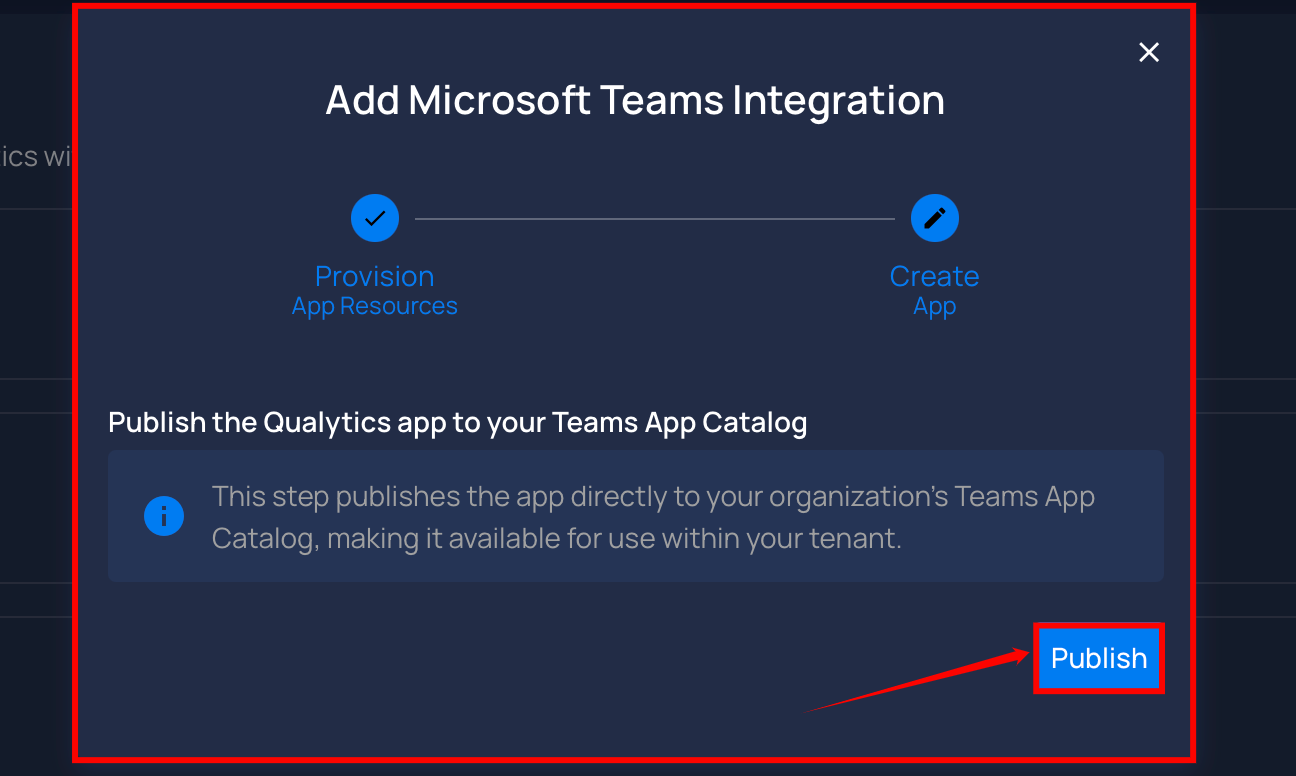 Add Microsoft Teams Integration
ics wi
Provision
App Resources
Create
App
Publish the Qualytics app to your Teams App Catalog
This step publishes the app directly to your organization's Teams App
Catalog, making it available for use within your tenant.
Publish